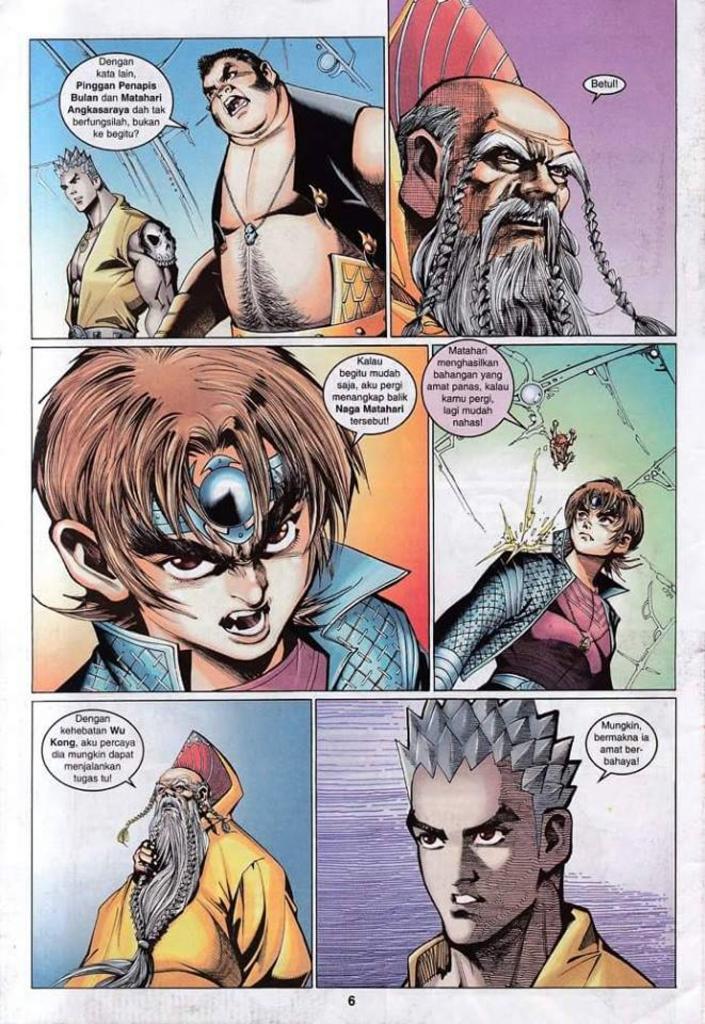 Dengan
kata lain,
Pinggan Penapis
Bulan dan Matahari
Angkasaraya dah tak
berfungsilah, bukan
ke begitu?
Betul!
Kalau
begitu mudah
saja, aku pergi
menangkap balik
Naga Matahari
tersebut!
Matahari
menghasilkan
bahangan yang
amat panas, kalau
kamu pergi,
lagi mudah
nahas!
Dengan
kehebatan Wu
Kong, aku percaya
dia mungkin dapat
menjalankan
tugas tu!
Mungkin,
bermakna ia
amat ber-
bahaya!
6